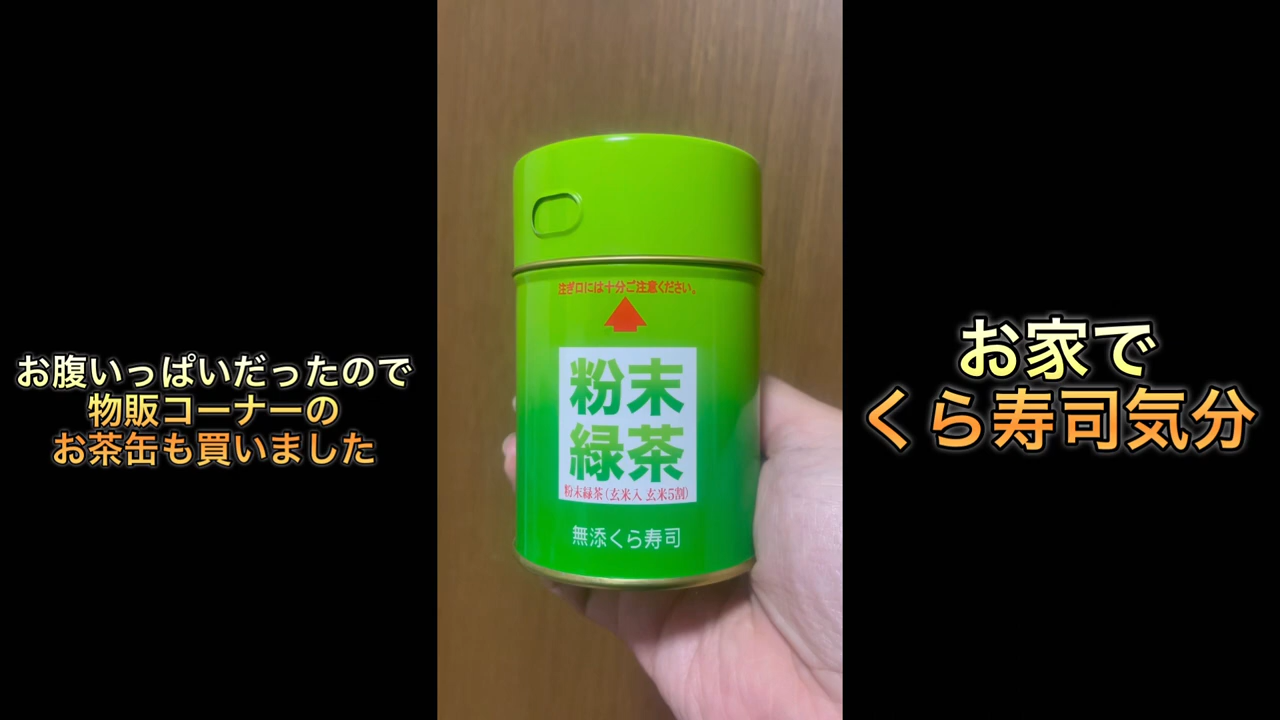 お腹いっぱいだったので
物販コーナーの
お茶缶も買いました
注ぎ口には十分ご注意ください。
粉末
緑茶
粉末緑茶(玄米入 玄米5割)
無添くら寿司
お家で
くら寿司気分